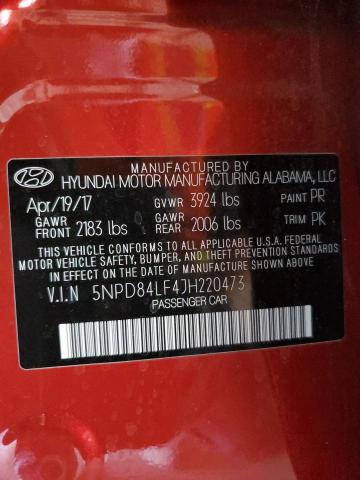 MANUFACTURED BY
HYUNDAI MOTOR MANUFACTURING ALABAMA, LLC
Apr/19/17 GVWR 3924 lbs PAINT PR
GAWR FRONT 2183 lbs GAWR REAR 2006 lbs TRIM PK
THIS VEHICLE CONFORMS TO ALL APPLICABLE U.S.A FEDERAL
MOTOR VEHICLE SAFETY, BUMPER, AND THEFT PREVENTION STANDARDS
IN EFFECT ON THE DATE OF MANUFACTURE SHOWN ABOVE.
V.I.N 5NPD84LF4JH220473
PASSENGER CAR